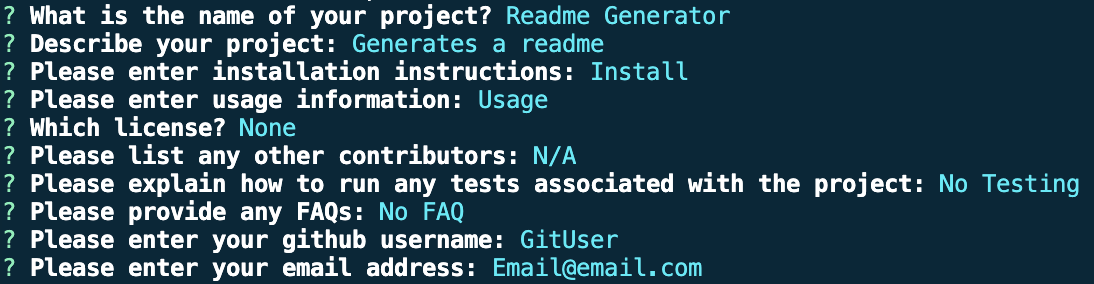 ? What is the name of your project? Readme Generator
? Describe your project: Generates a readme
? Please enter installation instructions: Install
? Please enter usage information: Usage
? Which license? None
? Please list any other contributors: N/A
? Please explain how to run any tests associated with the project: No Testing
? Please provide any FAQs: No FAQ
? Please enter your github username: GitUser
? Please enter your email address: Email@email.com